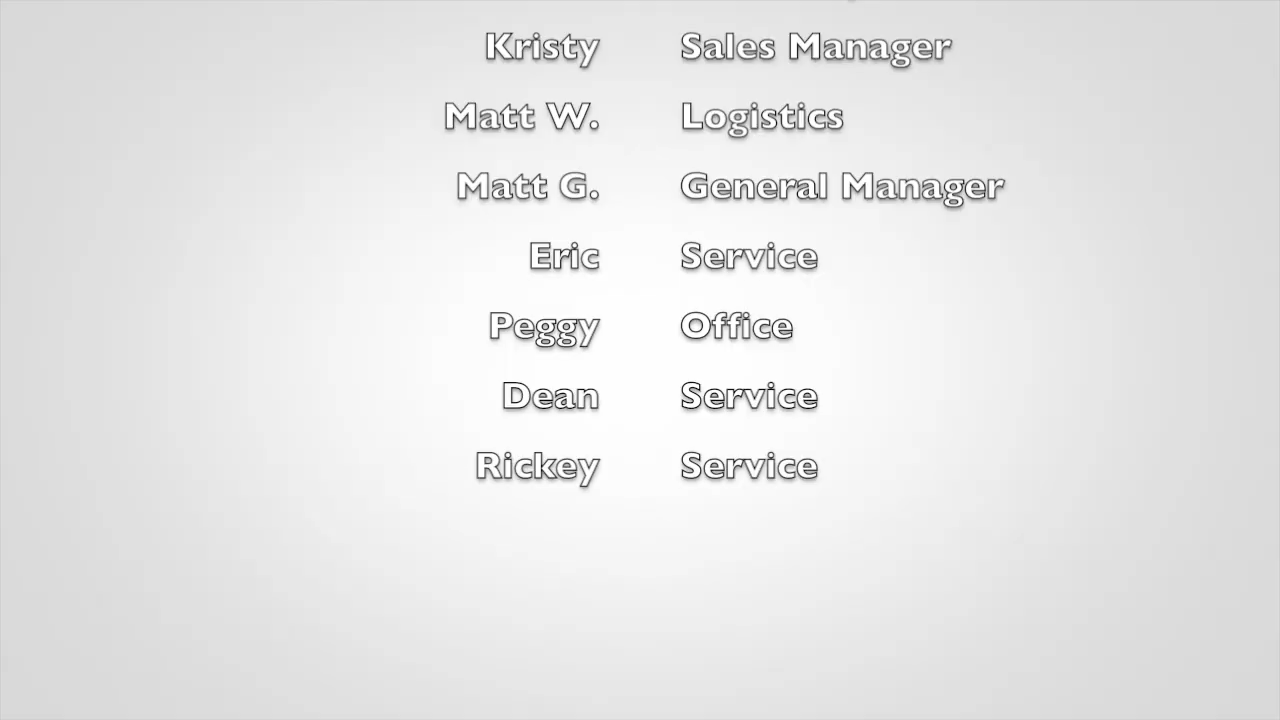 Kristy Sales Manager
Matt W. Logistics
Matt G. General Manager
Eric Service
Peggy Office
Dean Service
Rickey Service